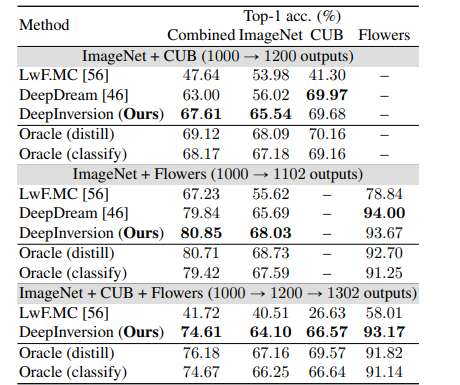 Top-1 acc. (%)
Method
Combined ImageNet CUB Flowers
ImageNet + CUB (1000 → 1200 outputs)
LwF.MC [56] 47.64 53.98 41.30 –
DeepDream [46] 63.00 56.02 69.97 –
DeepInversion (Ours) 67.61 65.54 69.68 –
Oracle (distill) 69.12 68.09 70.16 –
Oracle (classify) 68.17 67.18 69.16 –
ImageNet + Flowers (1000 → 1102 outputs)
LwF.MC [56] 67.23 55.62 – 78.84
DeepDream [46] 79.84 65.69 – 94.00
DeepInversion (Ours) 80.85 68.03 – 93.67
Oracle (distill) 80.71 68.73 – 92.70
Oracle (classify) 79.42 67.59 – 91.25
ImageNet + CUB + Flowers (1000 → 1200 → 1302 outputs)
LwF.MC [56] 41.72 40.51 26.63 58.01
DeepInversion (Ours) 74.61 64.10 66.57 93.17
Oracle (distill) 76.18 67.16 69.57 91.82
Oracle (classify) 74.67 66.25 66.64 91.14